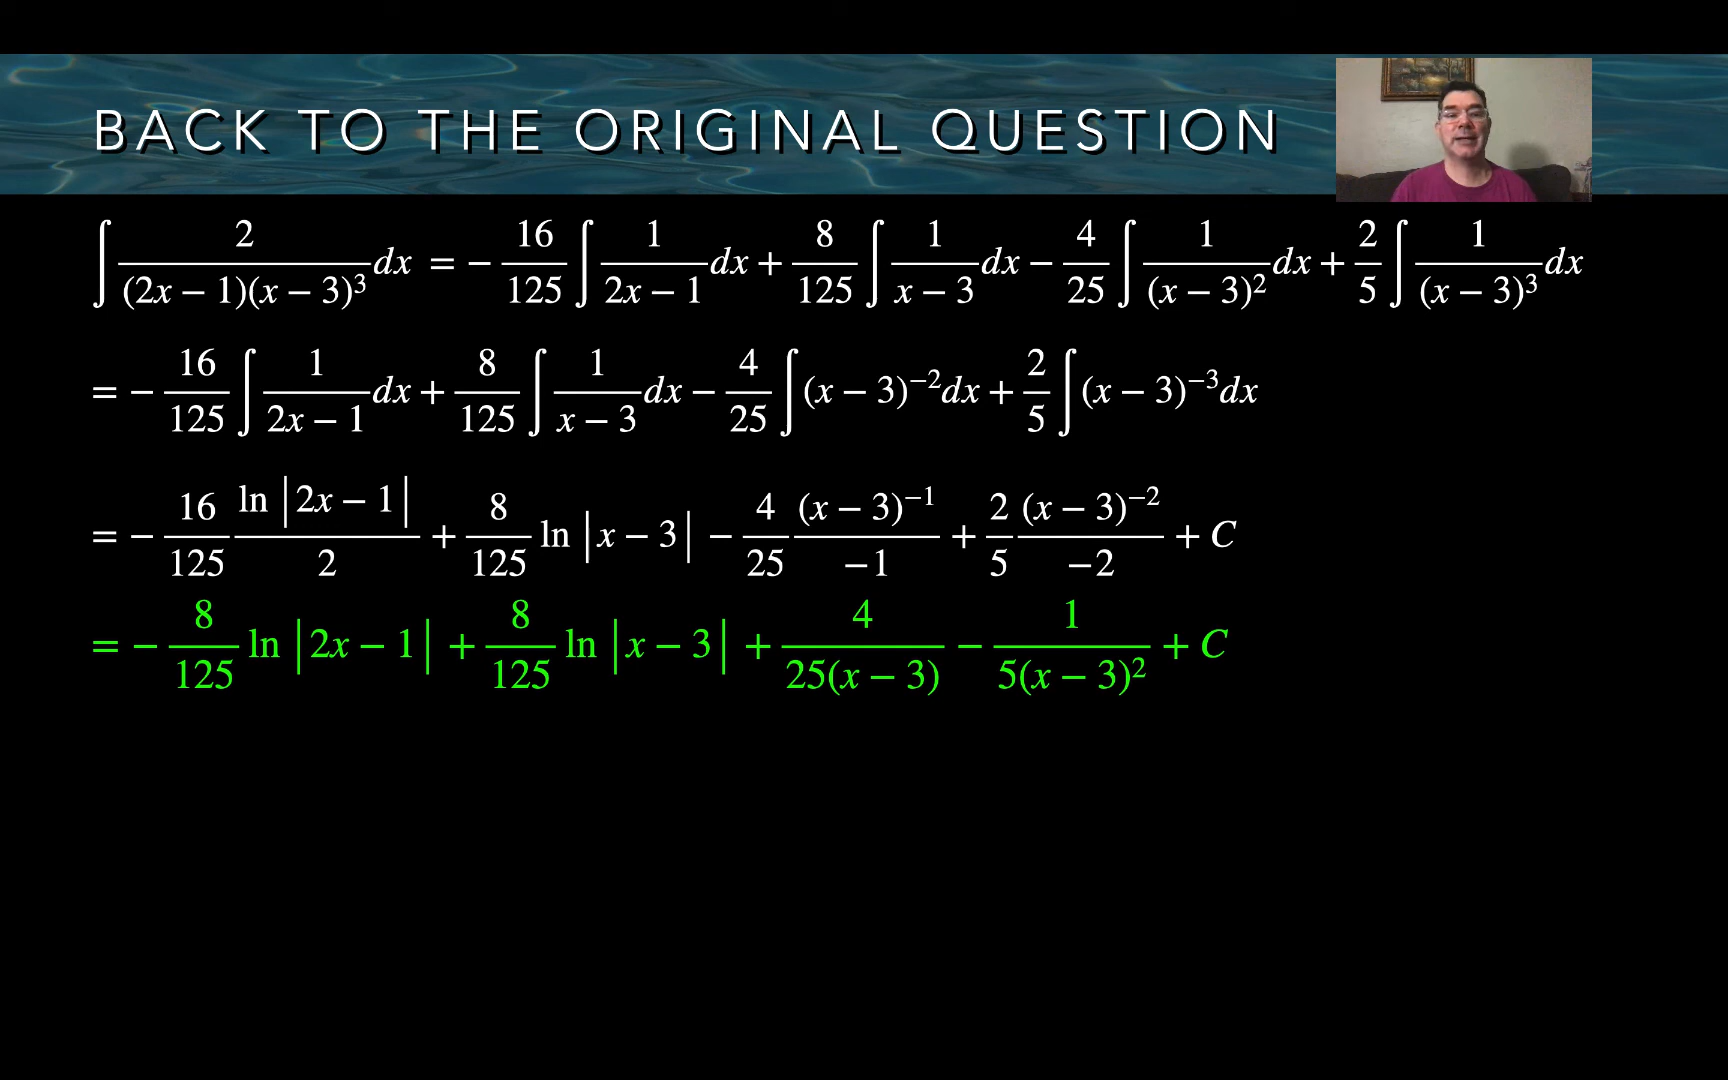 BACK TO THE ORIGINAL QUESTION
∫ 2/((2x − 1)(x − 3)³) dx = − 16/125 ∫ 1/(2x − 1) dx + 8/125 ∫ 1/(x − 3) dx − 4/25 ∫ 1/(x − 3)² dx + 2/5 ∫ 1/(x − 3)³ dx
= − 16/125 ∫ 1/(2x − 1) dx + 8/125 ∫ 1/(x − 3) dx − 4/25 ∫ (x − 3)⁻² dx + 2/5 ∫ (x − 3)⁻³ dx
= − 16/125 ln |2x − 1|/2 + 8/125 ln |x − 3| − 4/25 (x − 3)⁻¹/−1 + 2/5 (x − 3)⁻²/−2 + C
= − 8/125 ln |2x − 1| + 8/125 ln |x − 3| + 4/(25(x − 3)) − 1/(5(x − 3)²) + C